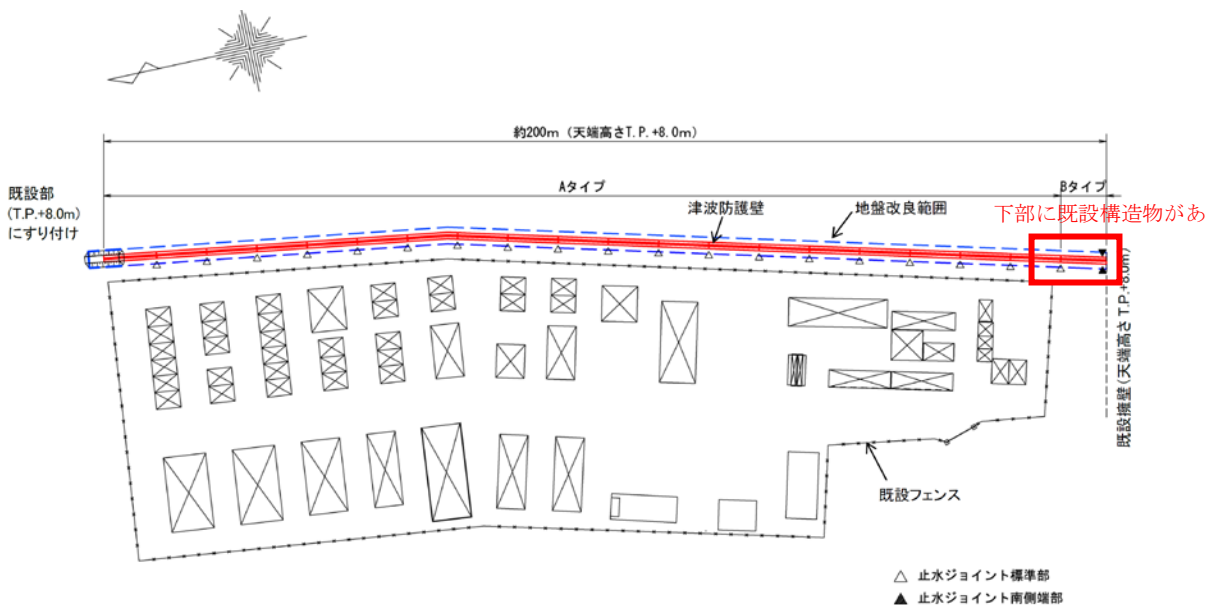 約200m（天端高さT.P.+8.0m）
Aタイプ
Bタイプ
既設部
(T.P.+8.0m)
にすり付け
津波防護壁
地盤改良範囲
下部に既設構造物があ
既設擁壁(天端高さT.P.+8.0m)
既設フェンス
△ 止水ジョイント標準部
▲ 止水ジョイント南側端部